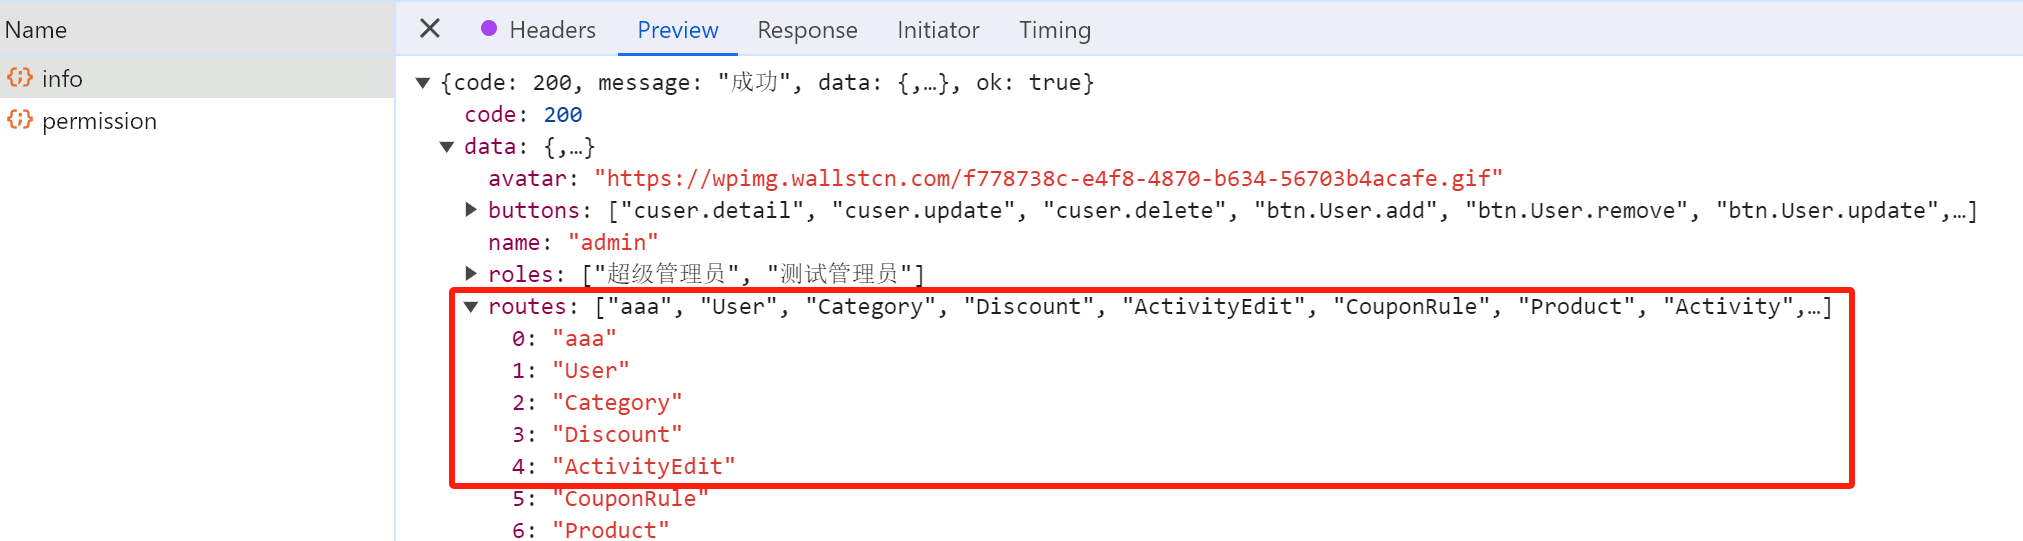 Name
info
permission
Headers Preview Response Initiator Timing
{code: 200, message: "成功", data: {,…}, ok: true}
code: 200
data: {,…}
avatar: "https://wpimg.wallstcn.com/f778738c-e4f8-4870-b634-56703b4acafe.gif"
buttons: ["cuser.detail", "cuser.update", "cuser.delete", "btn.User.add", "btn.User.remove", "btn.User.update",…]
name: "admin"
roles: ["超级管理员", "测试管理员"]
routes: ["aaa", "User", "Category", "Discount", "ActivityEdit", "CouponRule", "Product", "Activity",…]
0: "aaa"
1: "User"
2: "Category"
3: "Discount"
4: "ActivityEdit"
5: "CouponRule"
6: "Product"